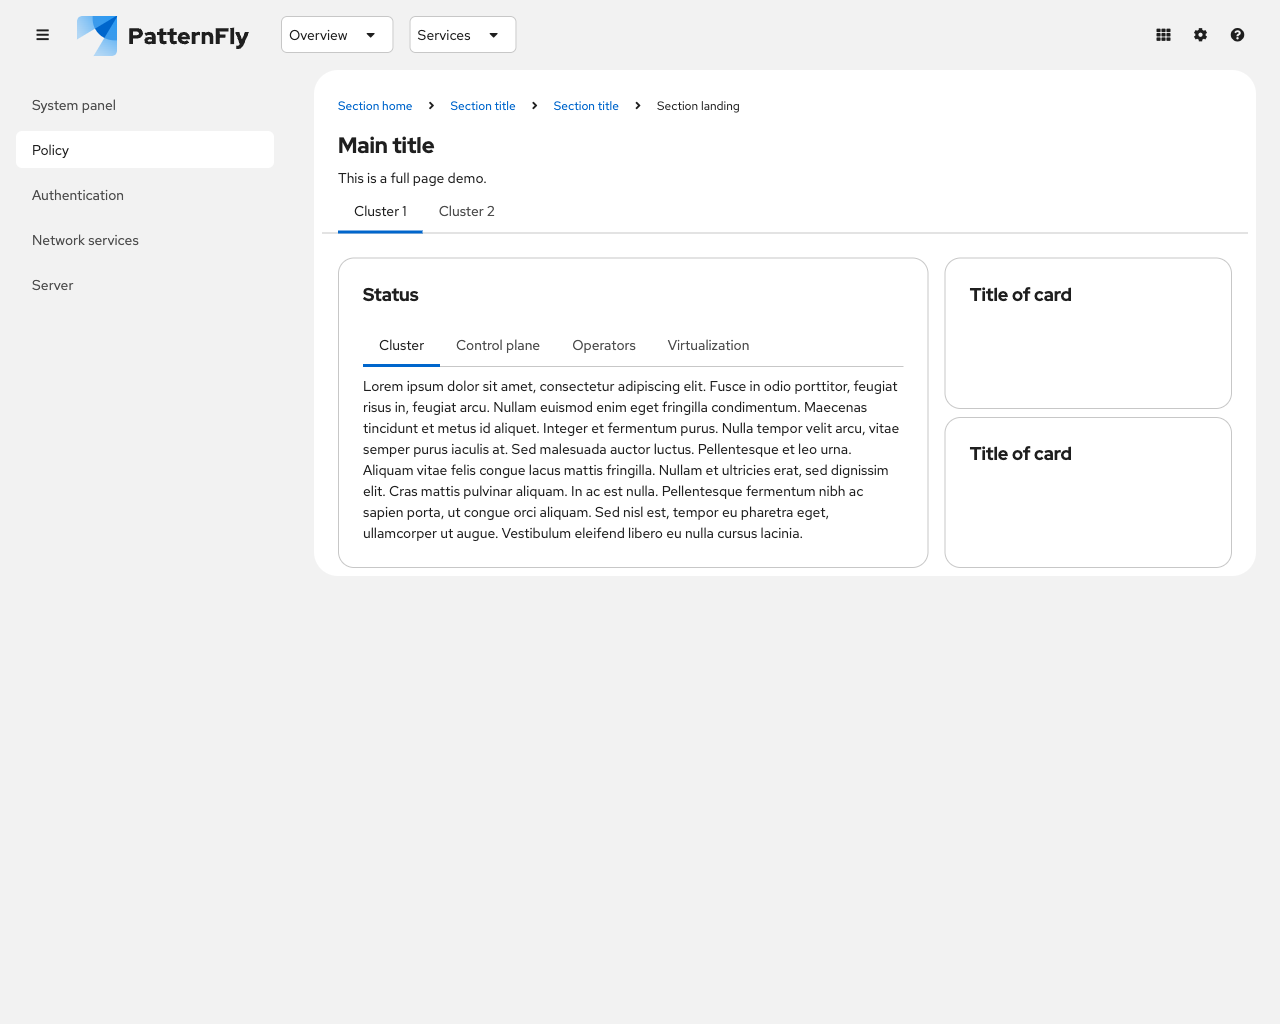 PatternFly
Overview
Services
System panel
Policy
Authentication
Network services
Server
Section home
Section title
Section title
Section landing
Main title
This is a full page demo.
Cluster 1
Cluster 2
Status
Cluster
Control plane
Operators
Virtualization
Lorem ipsum dolor sit amet, consectetur adipiscing elit. Fusce in odio porttitor, feugiat
risus in, feugiat arcu. Nullam euismod enim eget fringilla condimentum. Maecenas
tincidunt et metus id aliquet. Integer et fermentum purus. Nulla tempor velit arcu, vitae
semper purus iaculis at. Sed malesuada auctor luctus. Pellentesque et leo urna.
Aliquam vitae felis congue lacus mattis fringilla. Nullam et ultricies erat, sed dignissim
elit. Cras mattis pulvinar aliquam. In ac est nulla. Pellentesque fermentum nibh ac
sapien porta, ut congue orci aliquam. Sed nisl est, tempor eu pharetra eget,
ullamcorper ut augue. Vestibulum eleifend libero eu nulla cursus lacinia.
Title of card
Title of card